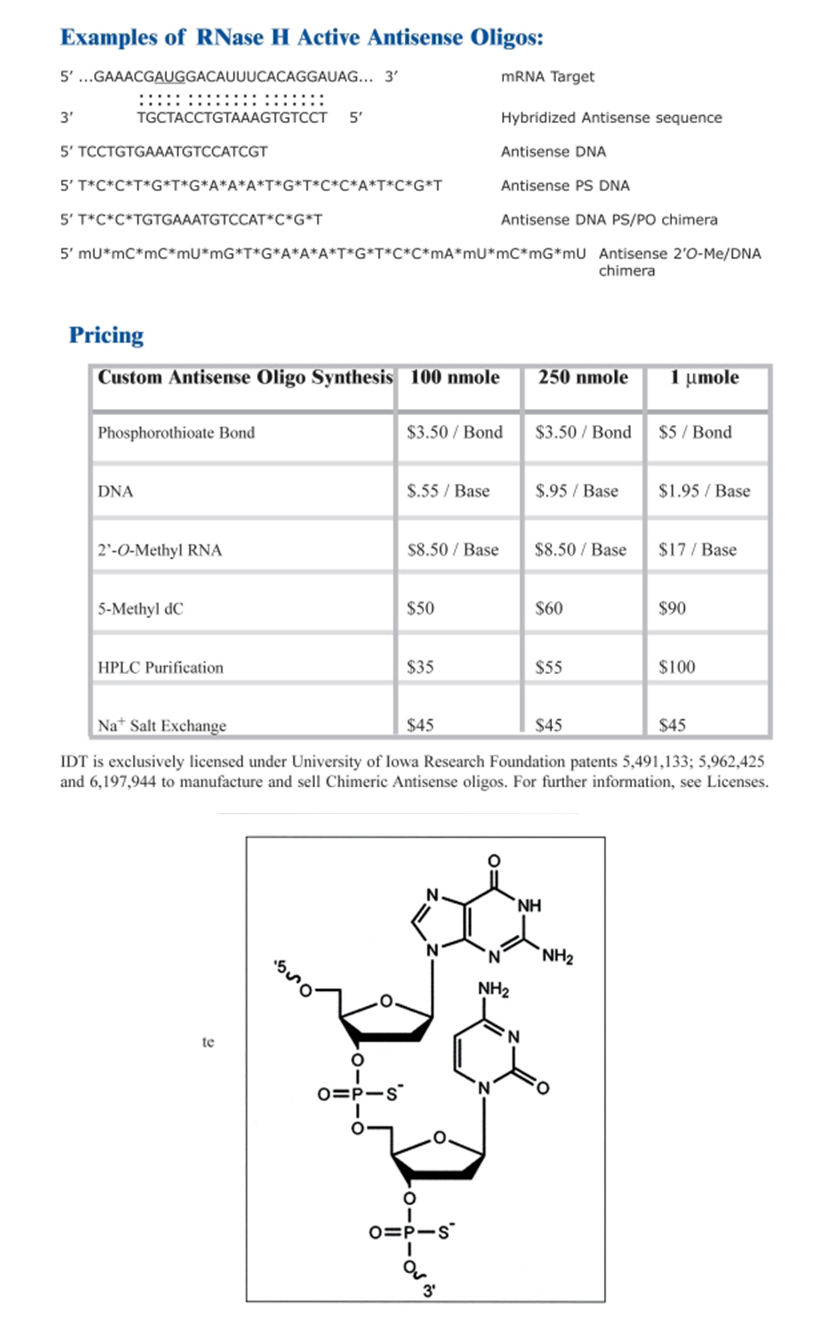 Examples of RNase H Active Antisense Oligos:
5’ ...GAAACGAUGGACAUUUCACAGGAUAG... 3’ mRNA Target
::::: :::::::: :::::::
3’ TGCTACCTGTAAAGTGTCCT 5’ Hybridized Antisense sequence
5’ TCCTGTGAAATGTCCATCGT Antisense DNA
5’ T*C*C*T*G*T*G*A*A*A*T*G*T*C*C*A*T*C*G*T Antisense PS DNA
5’ T*C*C*TGTGAAATGTCCAT*C*G*T Antisense DNA PS/PO chimera
5’ mU*mC*mC*mU*mG*T*G*A*A*A*T*G*T*C*C*mA*mU*mC*mG*mU Antisense 2’O-Me/DNA
chimera
Pricing
Custom Antisense Oligo Synthesis 100 nmole 250 nmole 1 µmole
Phosphorothioate Bond $3.50 / Bond $3.50 / Bond $5 / Bond
DNA $.55 / Base $.95 / Base $1.95 / Base
2’-O-Methyl RNA $8.50 / Base $8.50 / Base $17 / Base
5-Methyl dC $50 $60 $90
HPLC Purification $35 $55 $100
Na+ Salt Exchange $45 $45 $45
IDT is exclusively licensed under University of Iowa Research Foundation patents 5,491,133; 5,962,425
and 6,197,944 to manufacture and sell Chimeric Antisense oligos. For further information, see Licenses.
O
N
NH
N
N
NH2
'5
O
O
NH2
te
N
O
O=P–S-
N
O
O
O
O
O=P–S-
O
3'